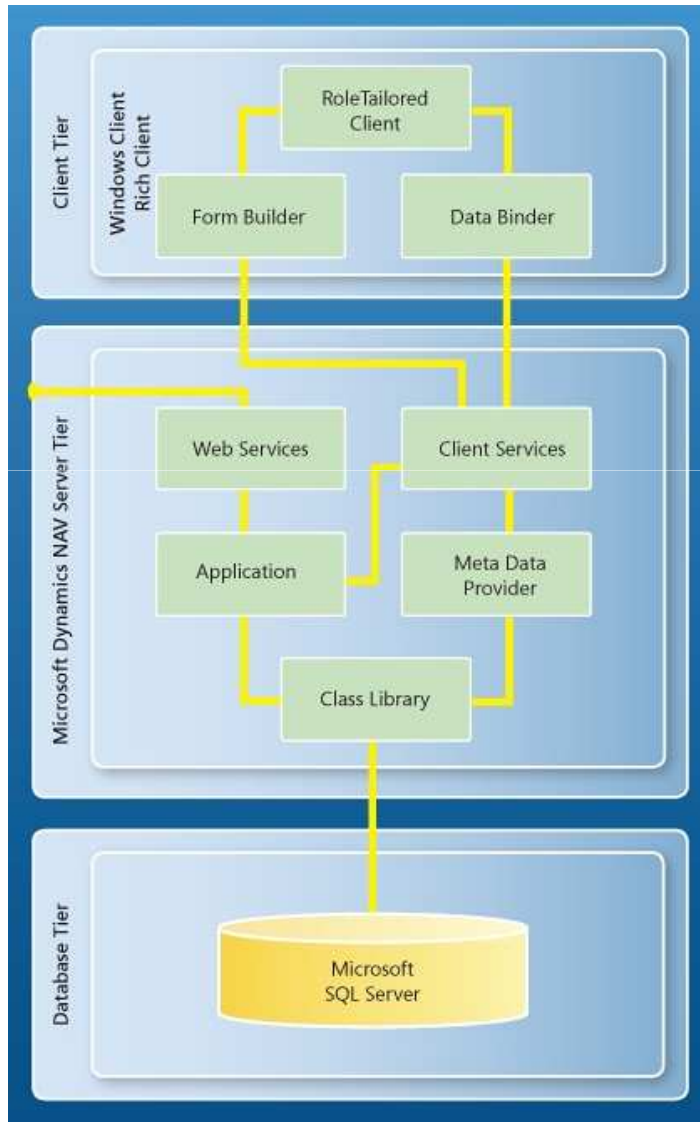 Client Tier
Windows Client
Rich Client
RoleTailored
Client
Form Builder
Data Binder
Microsoft Dynamics NAV Server Tier
Web Services
Client Services
Application
Meta Data
Provider
Class Library
Database Tier
Microsoft
SQL Server